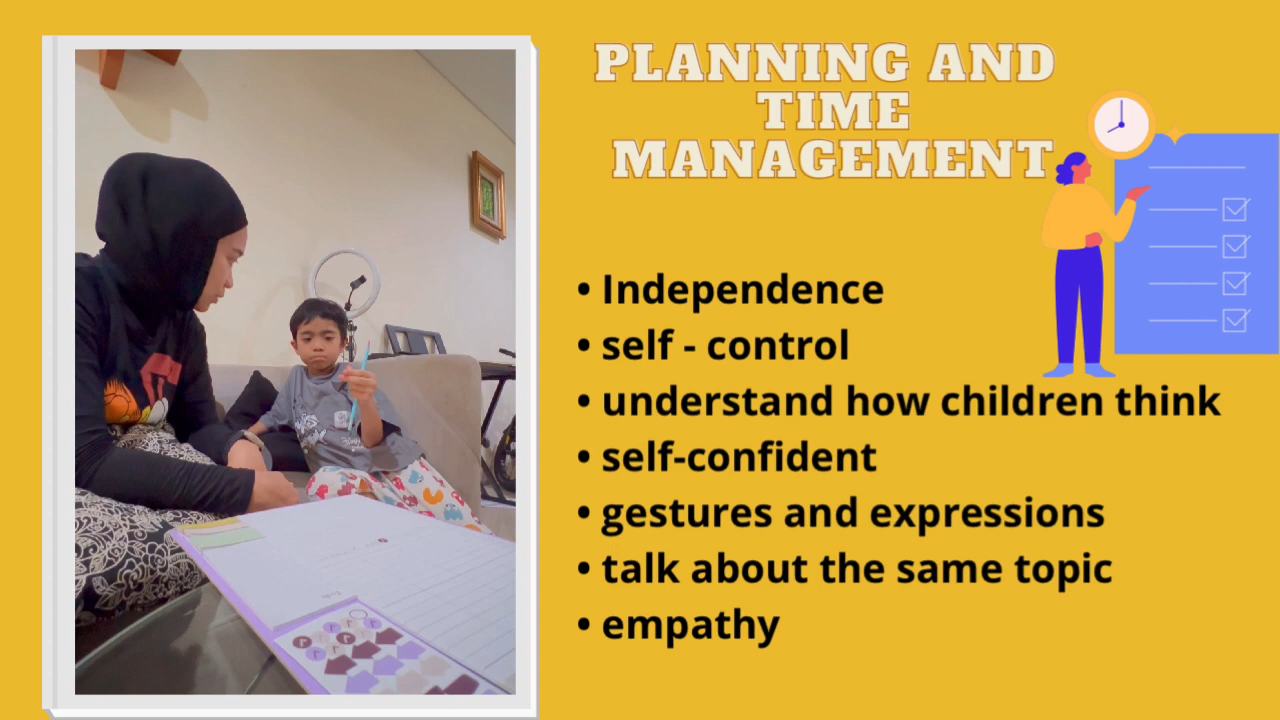 PLANNING AND
TIME
MANAGEMENT
• Independence
• self - control
• understand how children think
• self-confident
• gestures and expressions
• talk about the same topic
• empathy